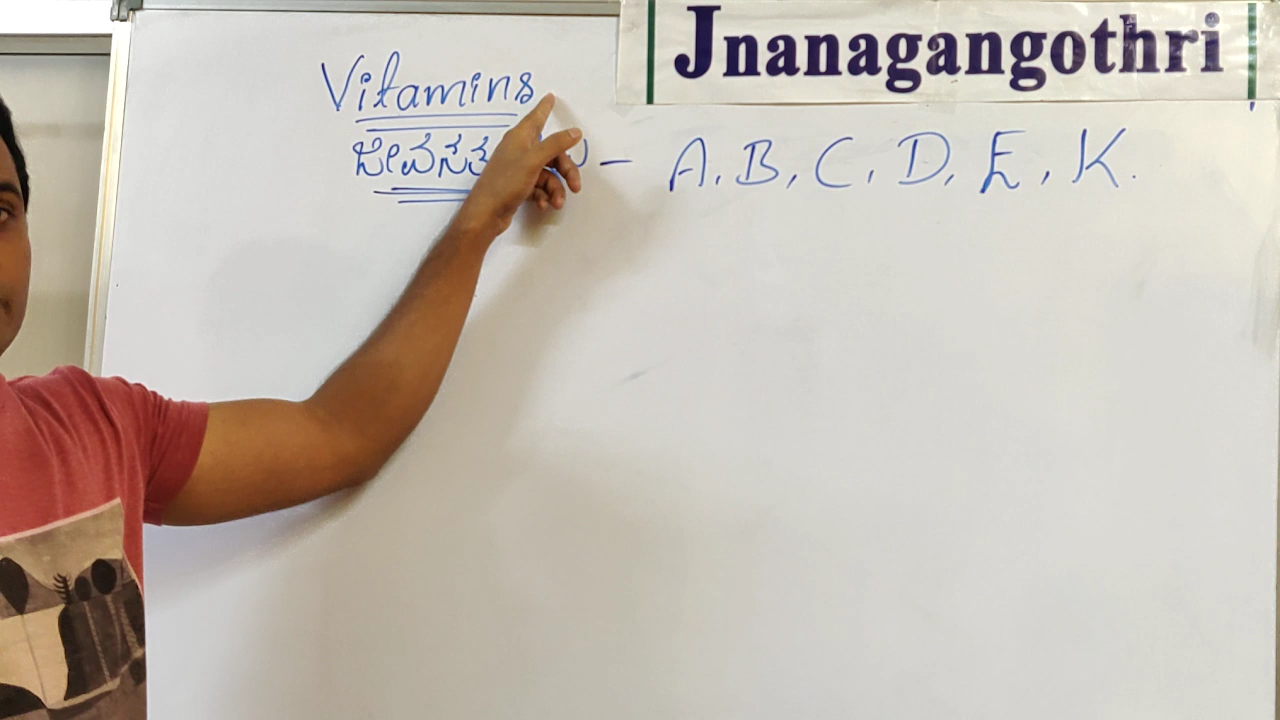 Jnanagangothri
Vitamins
– A, B, C, D, E, K.